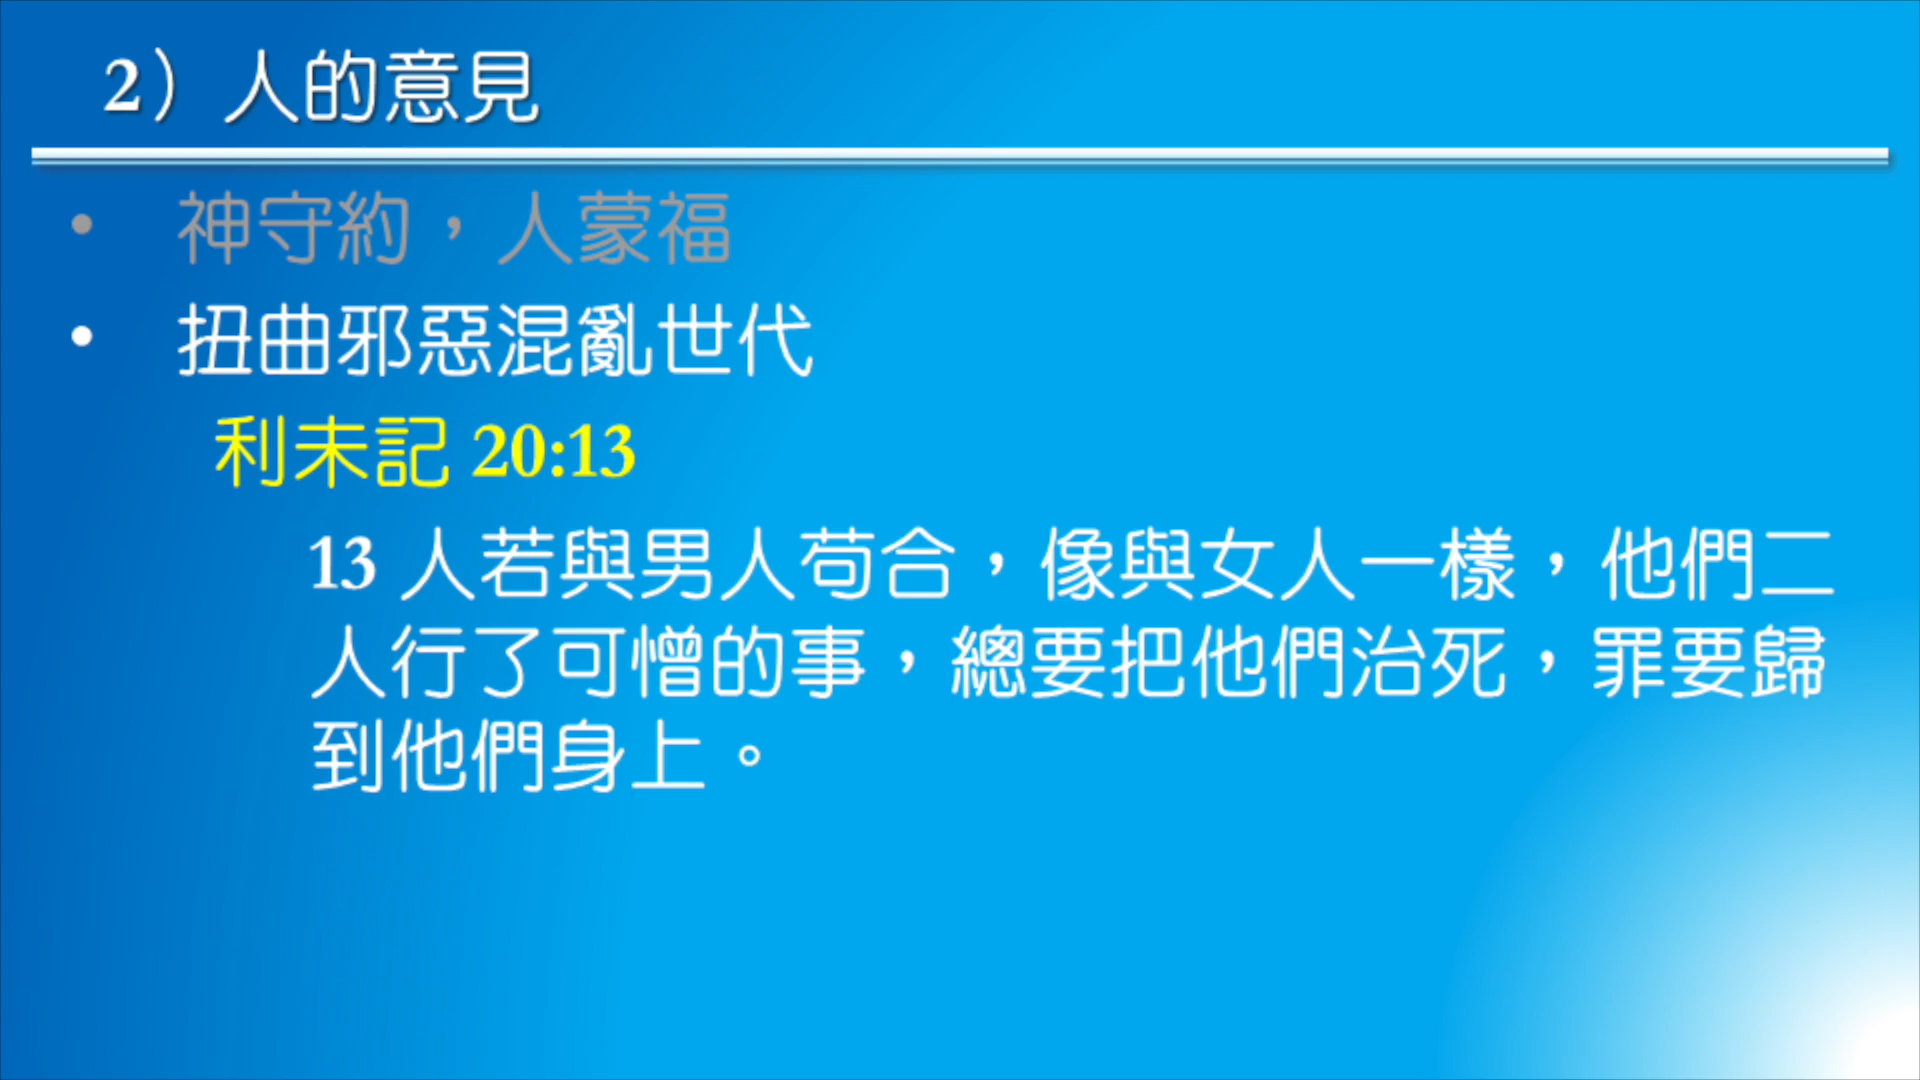 2）人的意見
• 神守約，人蒙福
• 扭曲邪惡混亂世代
利未記 20:13
13 人若與男人苟合，像與女人一樣，他們二
人行了可憎的事，總要把他們治死，罪要歸
到他們身上。